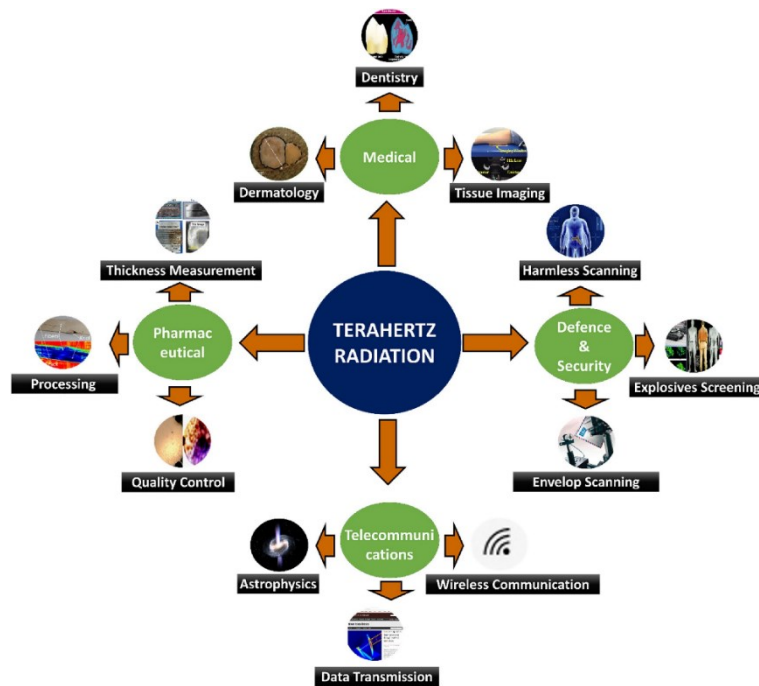 Dentistry
Medical
Dermatology
Tissue Imaging
Thickness Measurement
Harmless Scanning
TERAHERTZ
RADIATION
Pharmac
eutical
Defence
&
Security
Processing
Explosives Screening
Quality Control
Envelop Scanning
Telecommuni
cations
Astrophysics
Wireless Communication
Data Transmission